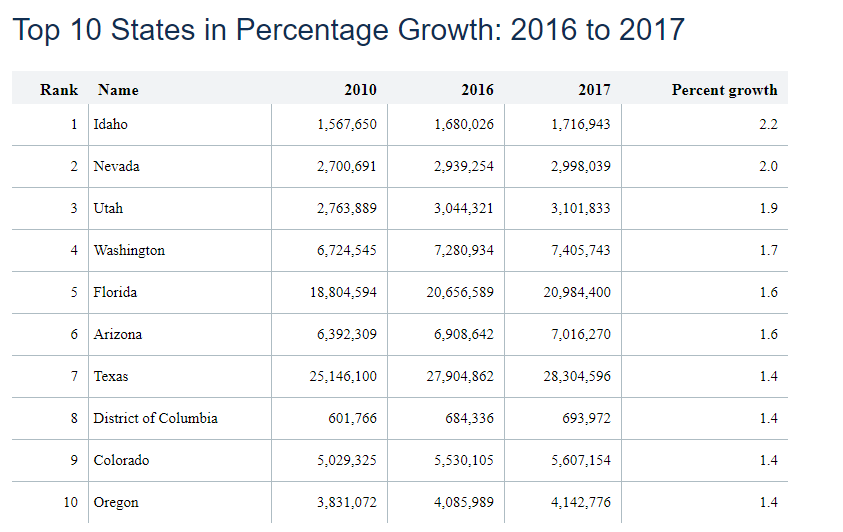 Top 10 States in Percentage Growth: 2016 to 2017
Rank Name 2010 2016 2017 Percent growth
1 Idaho 1,567,650 1,680,026 1,716,943 2.2
2 Nevada 2,700,691 2,939,254 2,998,039 2.0
3 Utah 2,763,889 3,044,321 3,101,833 1.9
4 Washington 6,724,545 7,280,934 7,405,743 1.7
5 Florida 18,804,594 20,656,589 20,984,400 1.6
6 Arizona 6,392,309 6,908,642 7,016,270 1.6
7 Texas 25,146,100 27,904,862 28,304,596 1.4
8 District of Columbia 601,766 684,336 693,972 1.4
9 Colorado 5,029,325 5,530,105 5,607,154 1.4
10 Oregon 3,831,072 4,085,989 4,142,776 1.4